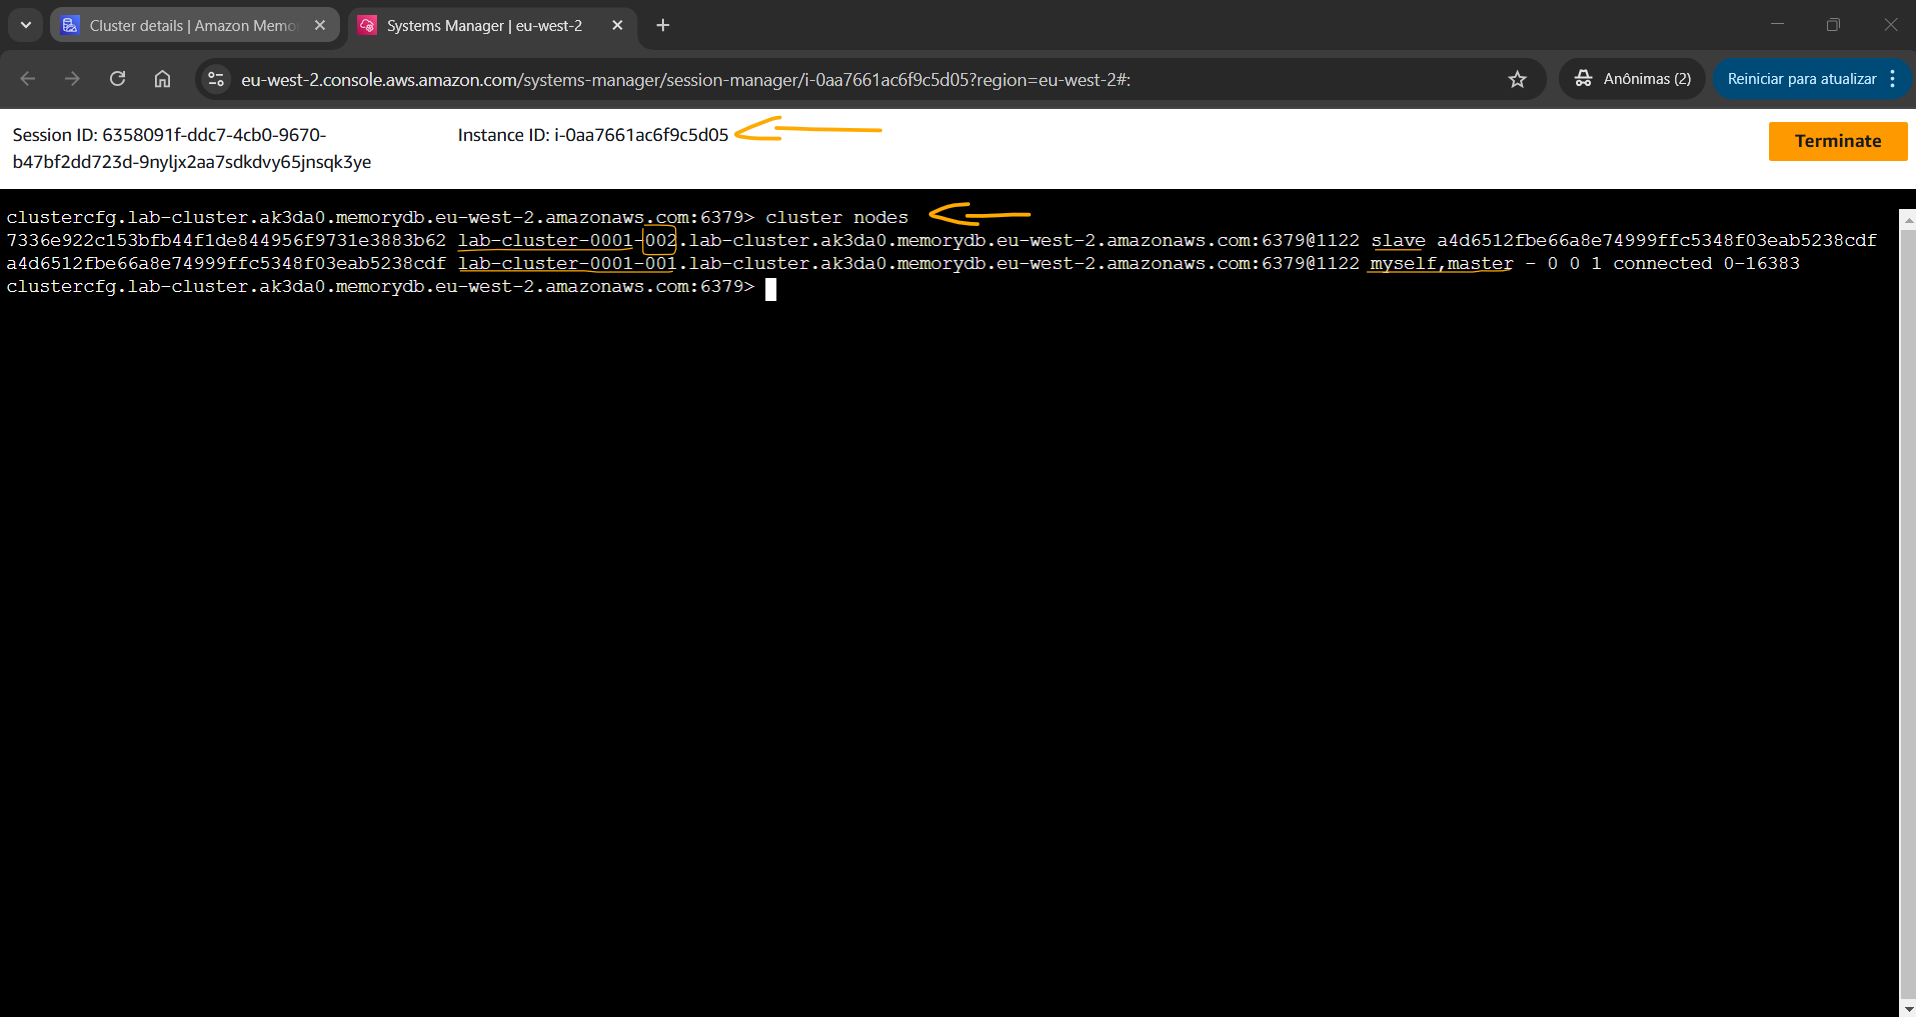 Cluster details | Amazon Memo
Systems Manager | eu-west-2
eu-west-2.console.aws.amazon.com/systems-manager/session-manager/i-0aa7661ac6f9c5d05?region=eu-west-2#:
Anônimas (2)
Reiniciar para atualizar
Session ID: 6358091f-ddc7-4cb0-9670-
b47bf2dd723d-9nyljx2aa7sdkdvy65jnsqk3ye
Instance ID: i-0aa7661ac6f9c5d05
Terminate
clustercfg.lab-cluster.ak3da0.memorydb.eu-west-2.amazonaws.com:6379> cluster nodes
7336e922c153bfb44f1de844956f9731e3883b62 lab-cluster-0001-002.lab-cluster.ak3da0.memorydb.eu-west-2.amazonaws.com:6379@1122 slave a4d6512fbe66a8e74999ffc5348f03eab5238cdf
a4d6512fbe66a8e74999ffc5348f03eab5238cdf lab-cluster-0001-001.lab-cluster.ak3da0.memorydb.eu-west-2.amazonaws.com:6379@1122 myself,master - 0 0 1 connected 0-16383
clustercfg.lab-cluster.ak3da0.memorydb.eu-west-2.amazonaws.com:6379>